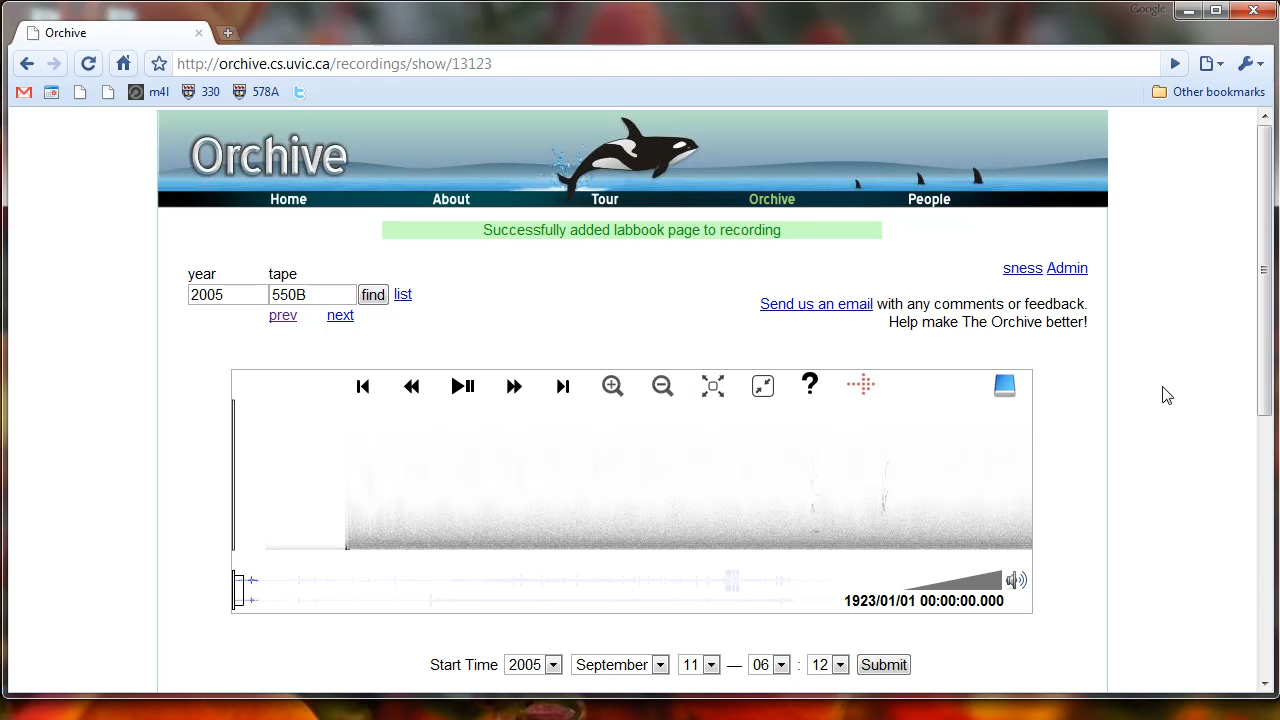 Google
Orchive
http://orchive.cs.uvic.ca/recordings/show/13123
m4l 330 578A Other bookmarks
Orchive
Home About Tour Orchive People
Successfully added labbook page to recording
sness Admin
year tape
2005 550B find list
prev next
Send us an email with any comments or feedback.
Help make The Orchive better!
?
1923/01/01 00:00:00.000
Start Time 2005 September 11 — 06 : 12 Submit